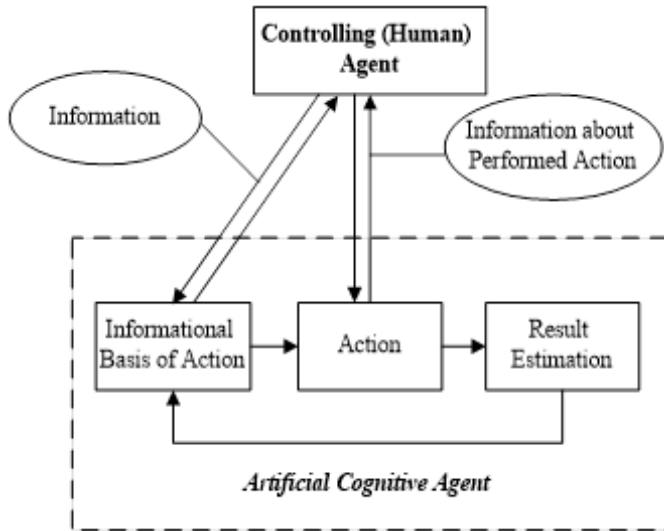 Controlling (Human)
Agent
Information
Information about
Performed Action
Informational
Basis of Action
Action
Result
Estimation
Artificial Cognitive Agent